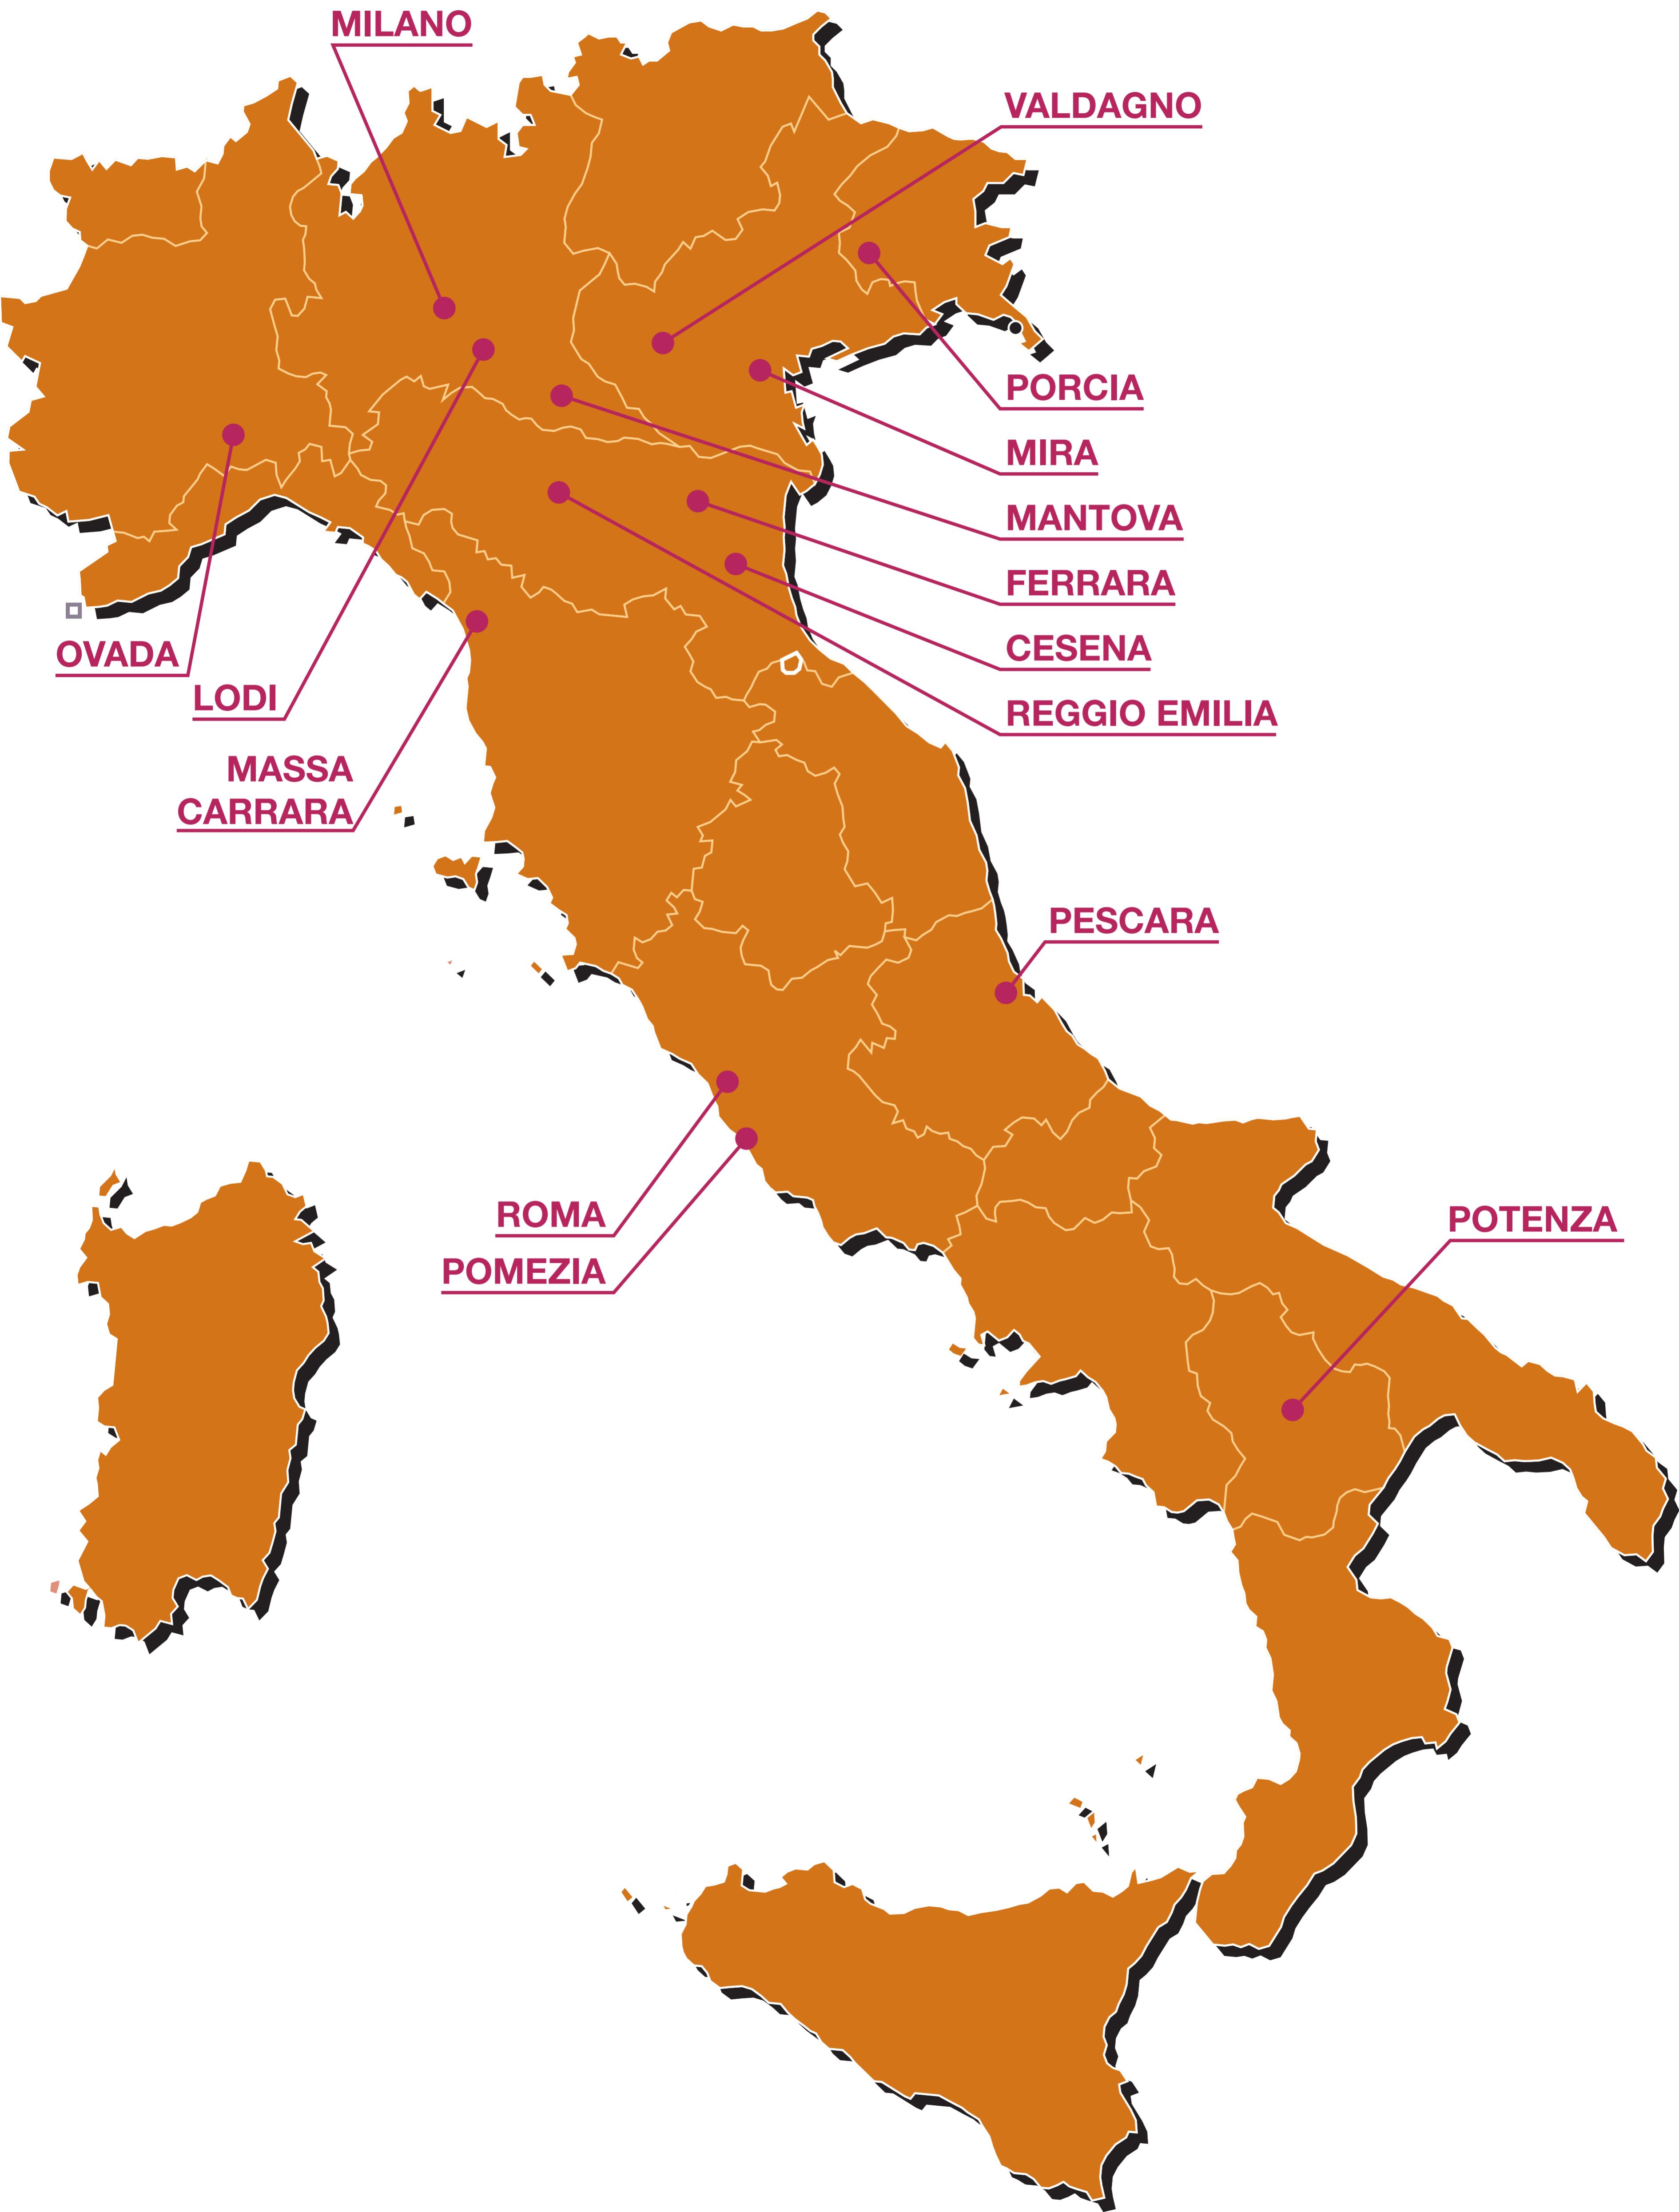 MILANO
VALDAGNO
PORCIA
MIRA
MANTOVA
FERRARA
CESENA
REGGIO EMILIA
OVADA
LODI
MASSA
CARRARA
PESCARA
ROMA
POMEZIA
POTENZA